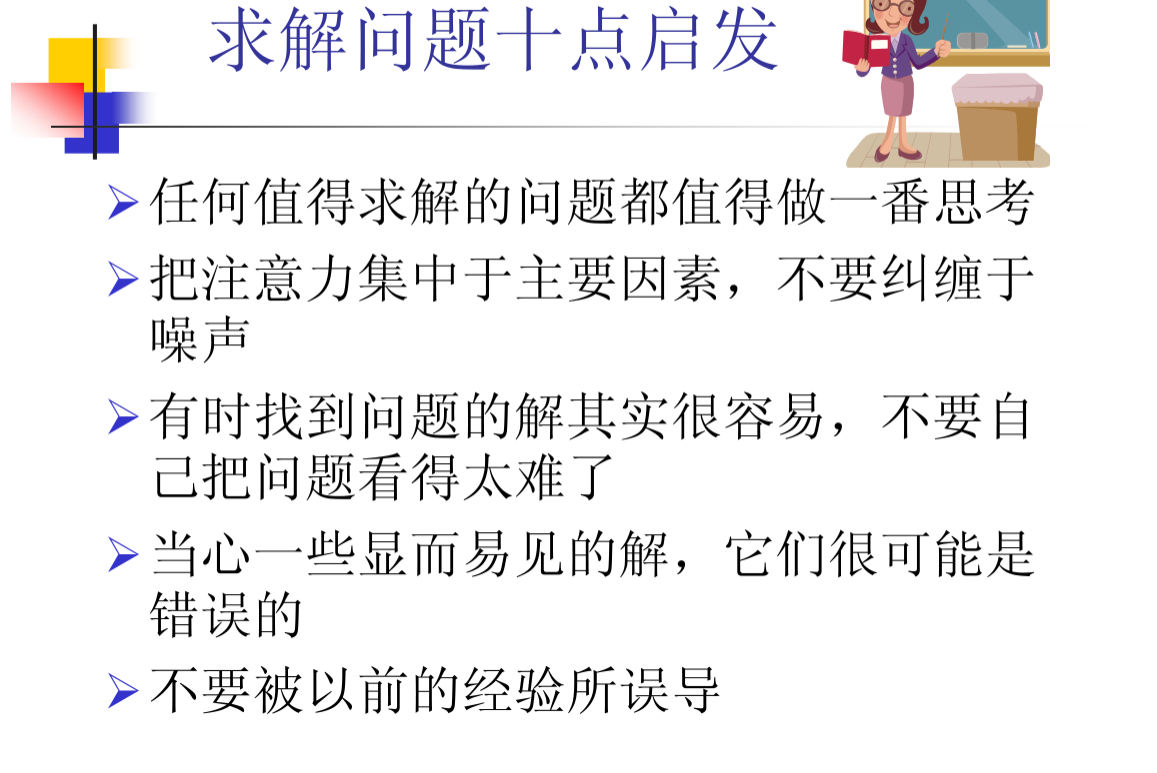 求解问题十点启发
任何值得求解的问题都值得做一番思考
把注意力集中于主要因素，不要纠缠于
噪声
有时找到问题的解其实很容易，不要自
己把问题看得太难了
当心一些显而易见的解，它们很可能是
错误的
不要被以前的经验所误导